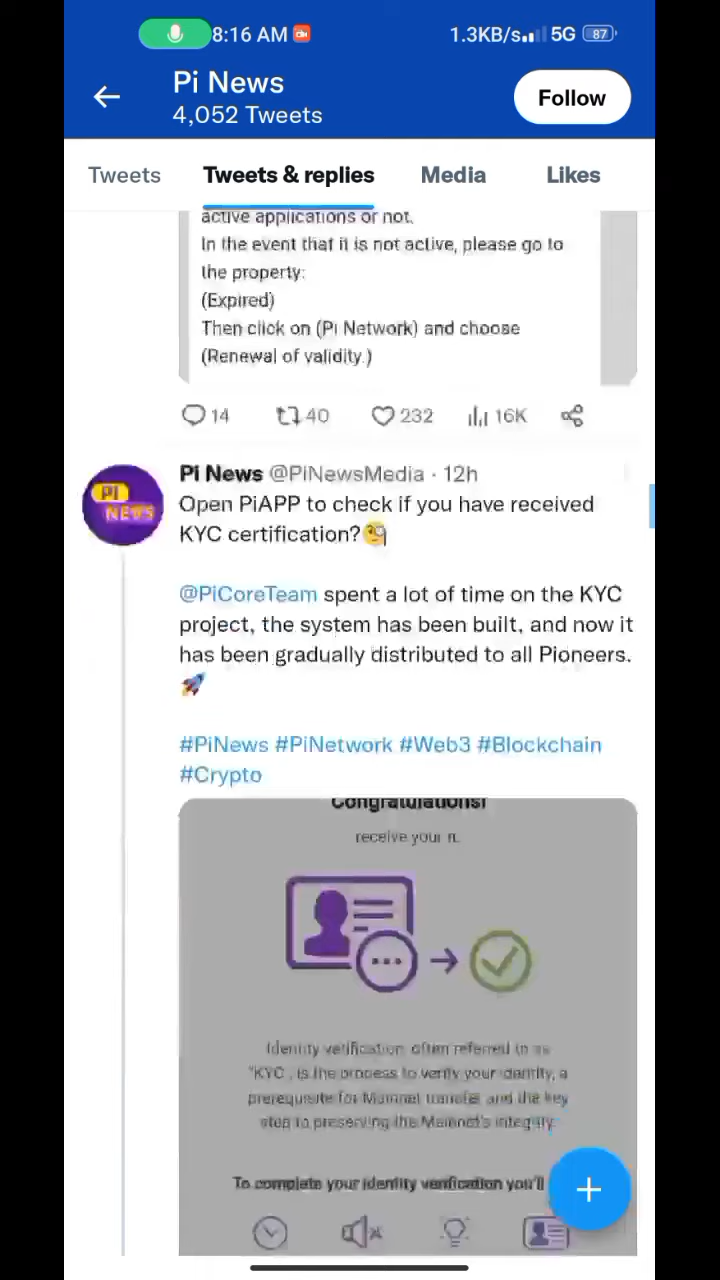 8:16 AM
1.3KB/s 5G 87
Pi News
4,052 Tweets
Follow
Tweets
Tweets & replies
Media
Likes
active applications or not.
In the event that it is not active, please go to
the property:
(Expired)
Then click on (Pi Network) and choose
(Renewal of validity.)
14
40
232
16K
Pi News @PiNewsMedia · 12h
Open PiAPP to check if you have received
KYC certification?🧐
@PiCoreTeam spent a lot of time on the KYC
project, the system has been built, and now it
has been gradually distributed to all Pioneers.
🚀
#PiNews #PiNetwork #Web3 #Blockchain
#Crypto
PI
NEWS
Congratulations!
receive your
Identity verification, often referred to as
"KYC", is the process to verify your identity, a
prerequisite for Mainnet transfer and the key
step to preserving the Mainnet's integrity.
To complete your identity verification you'll